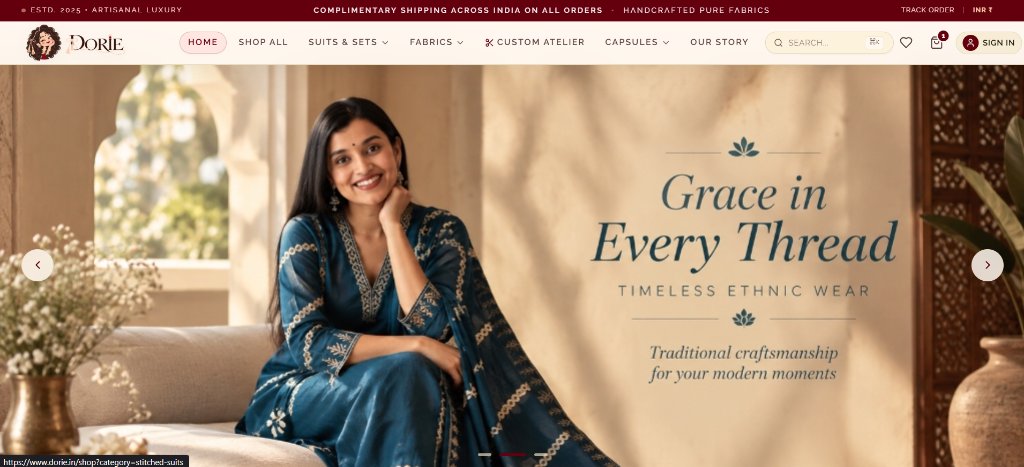 ESTD. 2025 • ARTISANAL LUXURY
COMPLIMENTARY SHIPPING ACROSS INDIA ON ALL ORDERS · HANDCRAFTED PURE FABRICS
TRACK ORDER | INR ₹
DORIE
HOME
SHOP ALL
SUITS & SETS
FABRICS
CUSTOM ATELIER
CAPSULES
OUR STORY
SEARCH...
⌘K
1
SIGN IN
Grace in
Every Thread
TIMELESS ETHNIC WEAR
Traditional craftsmanship
for your modern moments
https://www.dorie.in/shop?category=stitched-suits